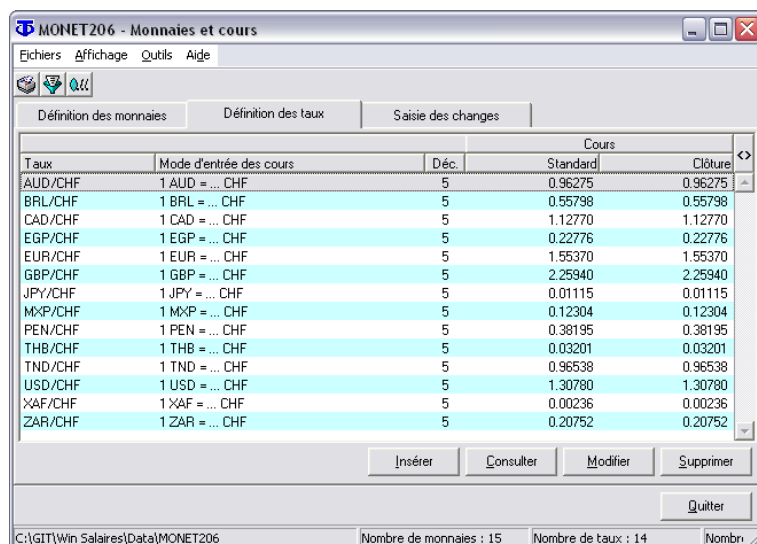 MONET206 - Monnaies et cours
Fichiers Affichage Outils Aide
Définition des monnaies Définition des taux Saisie des changes
Cours
Taux Mode d'entrée des cours Déc. Standard Clôture <>
AUD/CHF 1 AUD = ... CHF 5 0.96275 0.96275
BRL/CHF 1 BRL = ... CHF 5 0.55798 0.55798
CAD/CHF 1 CAD = ... CHF 5 1.12770 1.12770
EGP/CHF 1 EGP = ... CHF 5 0.22776 0.22776
EUR/CHF 1 EUR = ... CHF 5 1.55370 1.55370
GBP/CHF 1 GBP = ... CHF 5 2.25940 2.25940
JPY/CHF 1 JPY = ... CHF 5 0.01115 0.01115
MXP/CHF 1 MXP = ... CHF 5 0.12304 0.12304
PEN/CHF 1 PEN = ... CHF 5 0.38195 0.38195
THB/CHF 1 THB = ... CHF 5 0.03201 0.03201
TND/CHF 1 TND = ... CHF 5 0.96538 0.96538
USD/CHF 1 USD = ... CHF 5 1.30780 1.30780
XAF/CHF 1 XAF = ... CHF 5 0.00236 0.00236
ZAR/CHF 1 ZAR = ... CHF 5 0.20752 0.20752
Insérer Consulter Modifier Supprimer
Quitter
C:\GIT\Win Salaires\Data\MONET206 Nombre de monnaies : 15 Nombre de taux : 14